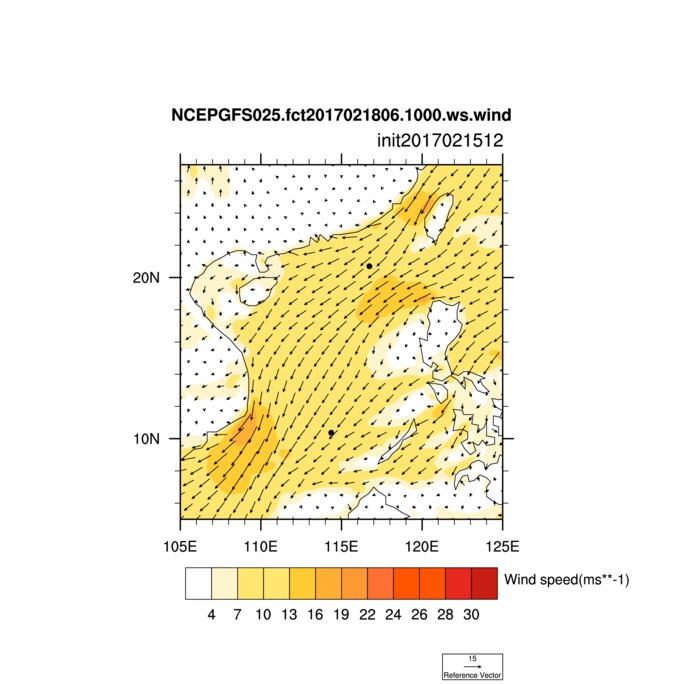 NCEPGFS025.fct2017021806.1000.ws.wind
init2017021512
20N
10N
105E 110E 115E 120E 125E
Wind speed(ms**-1)
4 7 10 13 16 19 22 24 26 28 30
15
Reference Vector